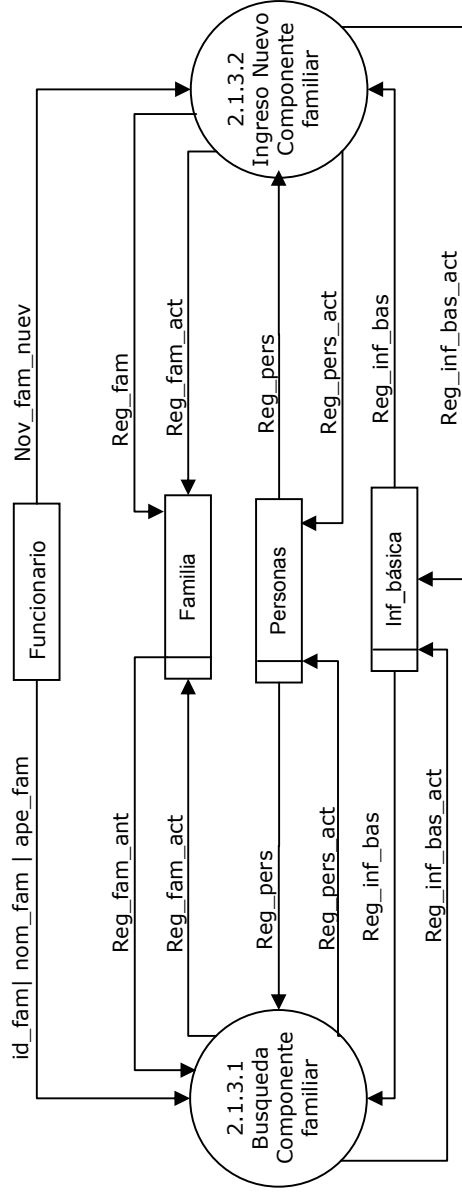 id_fam| nom_fam | ape_fam
Nov_fam_nuev
Funcionario
Reg_fam_ant
Reg_fam
Reg_fam_act
Reg_fam_act
Familia
2.1.3.1
Busqueda
Componente
familiar
2.1.3.2
Ingreso Nuevo
Componente
familiar
Reg_pers
Reg_pers
Personas
Reg_pers_act
Reg_pers_act
Reg_inf_bas
Reg_inf_bas
Inf_básica
Reg_inf_bas_act
Reg_inf_bas_act